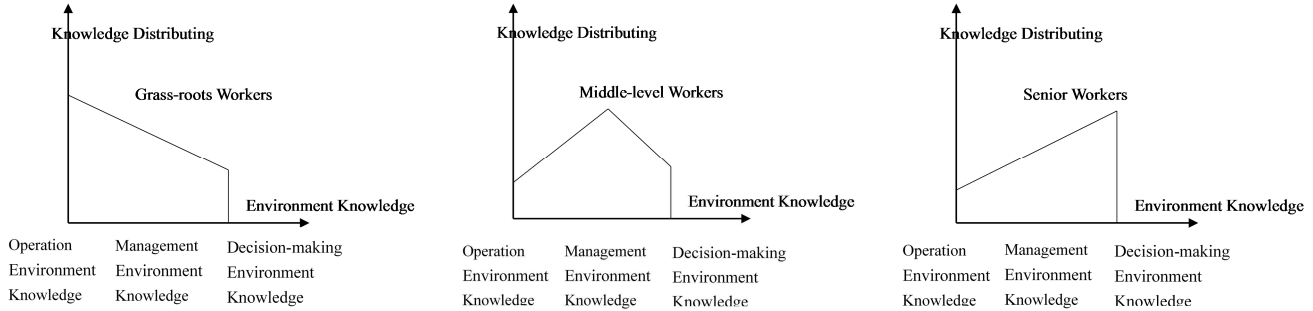 Knowledge Distributing
Grass-roots Workers
Environment Knowledge
Operation
Environment
Knowledge
Management
Environment
Knowledge
Decision-making
Environment
Knowledge
Knowledge Distributing
Middle-level Workers
Environment Knowledge
Operation
Environment
Knowledge
Management
Environment
Knowledge
Decision-making
Environment
Knowledge
Knowledge Distributing
Senior Workers
Environment Knowledge
Operation
Environment
Knowledge
Management
Environment
Knowledge
Decision-making
Environment
Knowledge